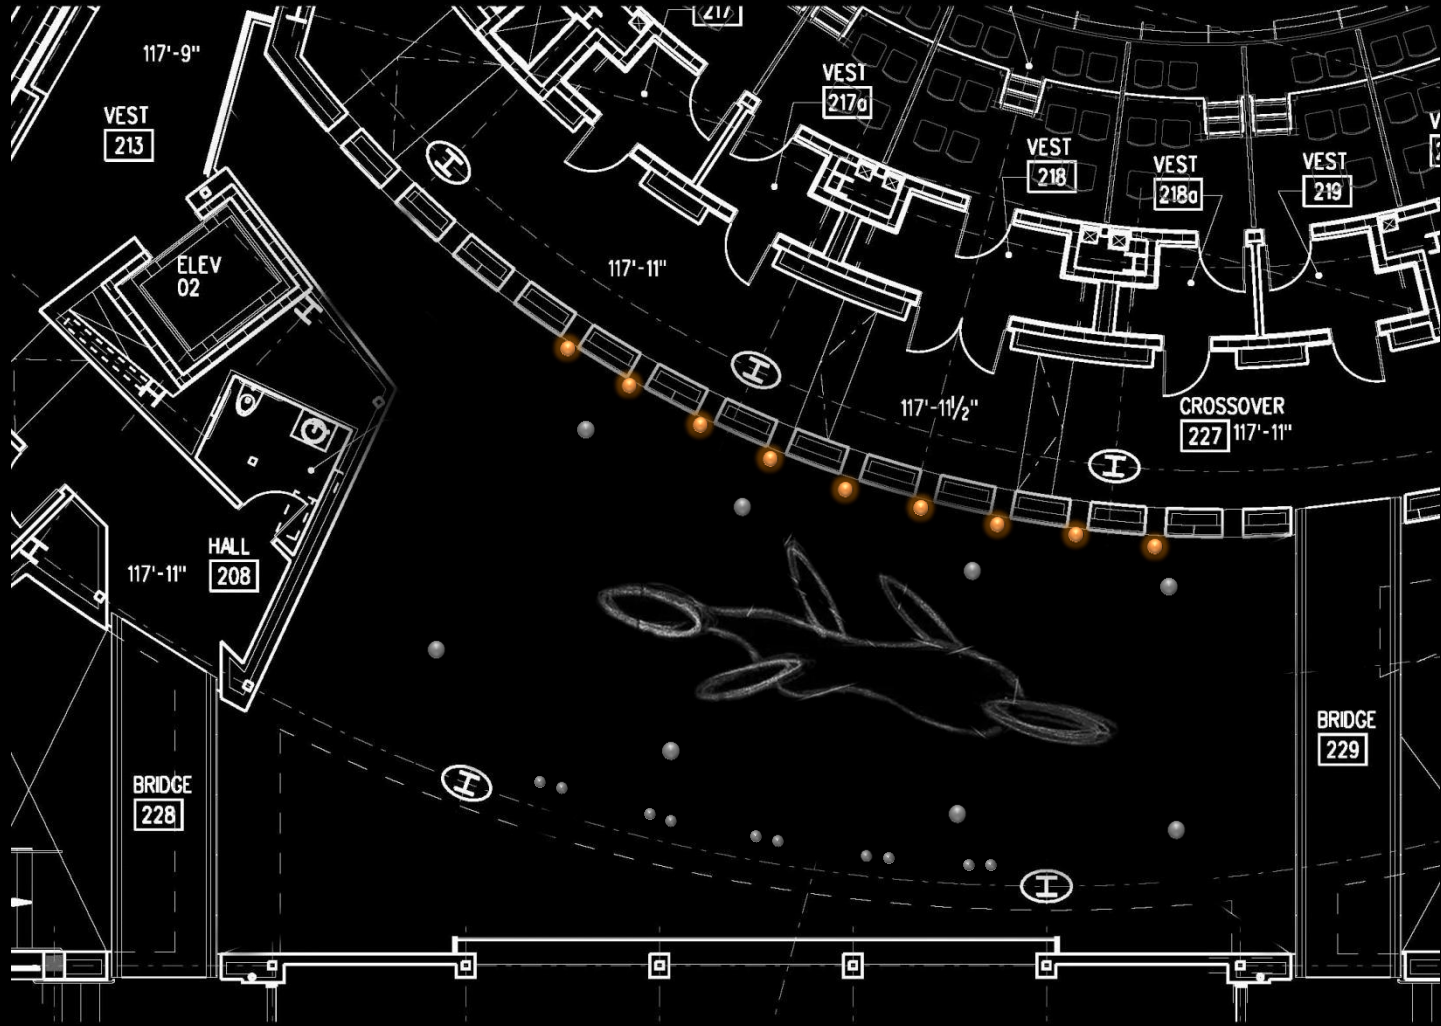 217
117'-9"
VEST
217a
VEST
213
VEST
218
VEST
218a
VEST
219
ELEV
02
117'-11"
117'-11½"
CROSSOVER
227 117'-11"
HALL
208
117'-11"
BRIDGE
229
BRIDGE
228